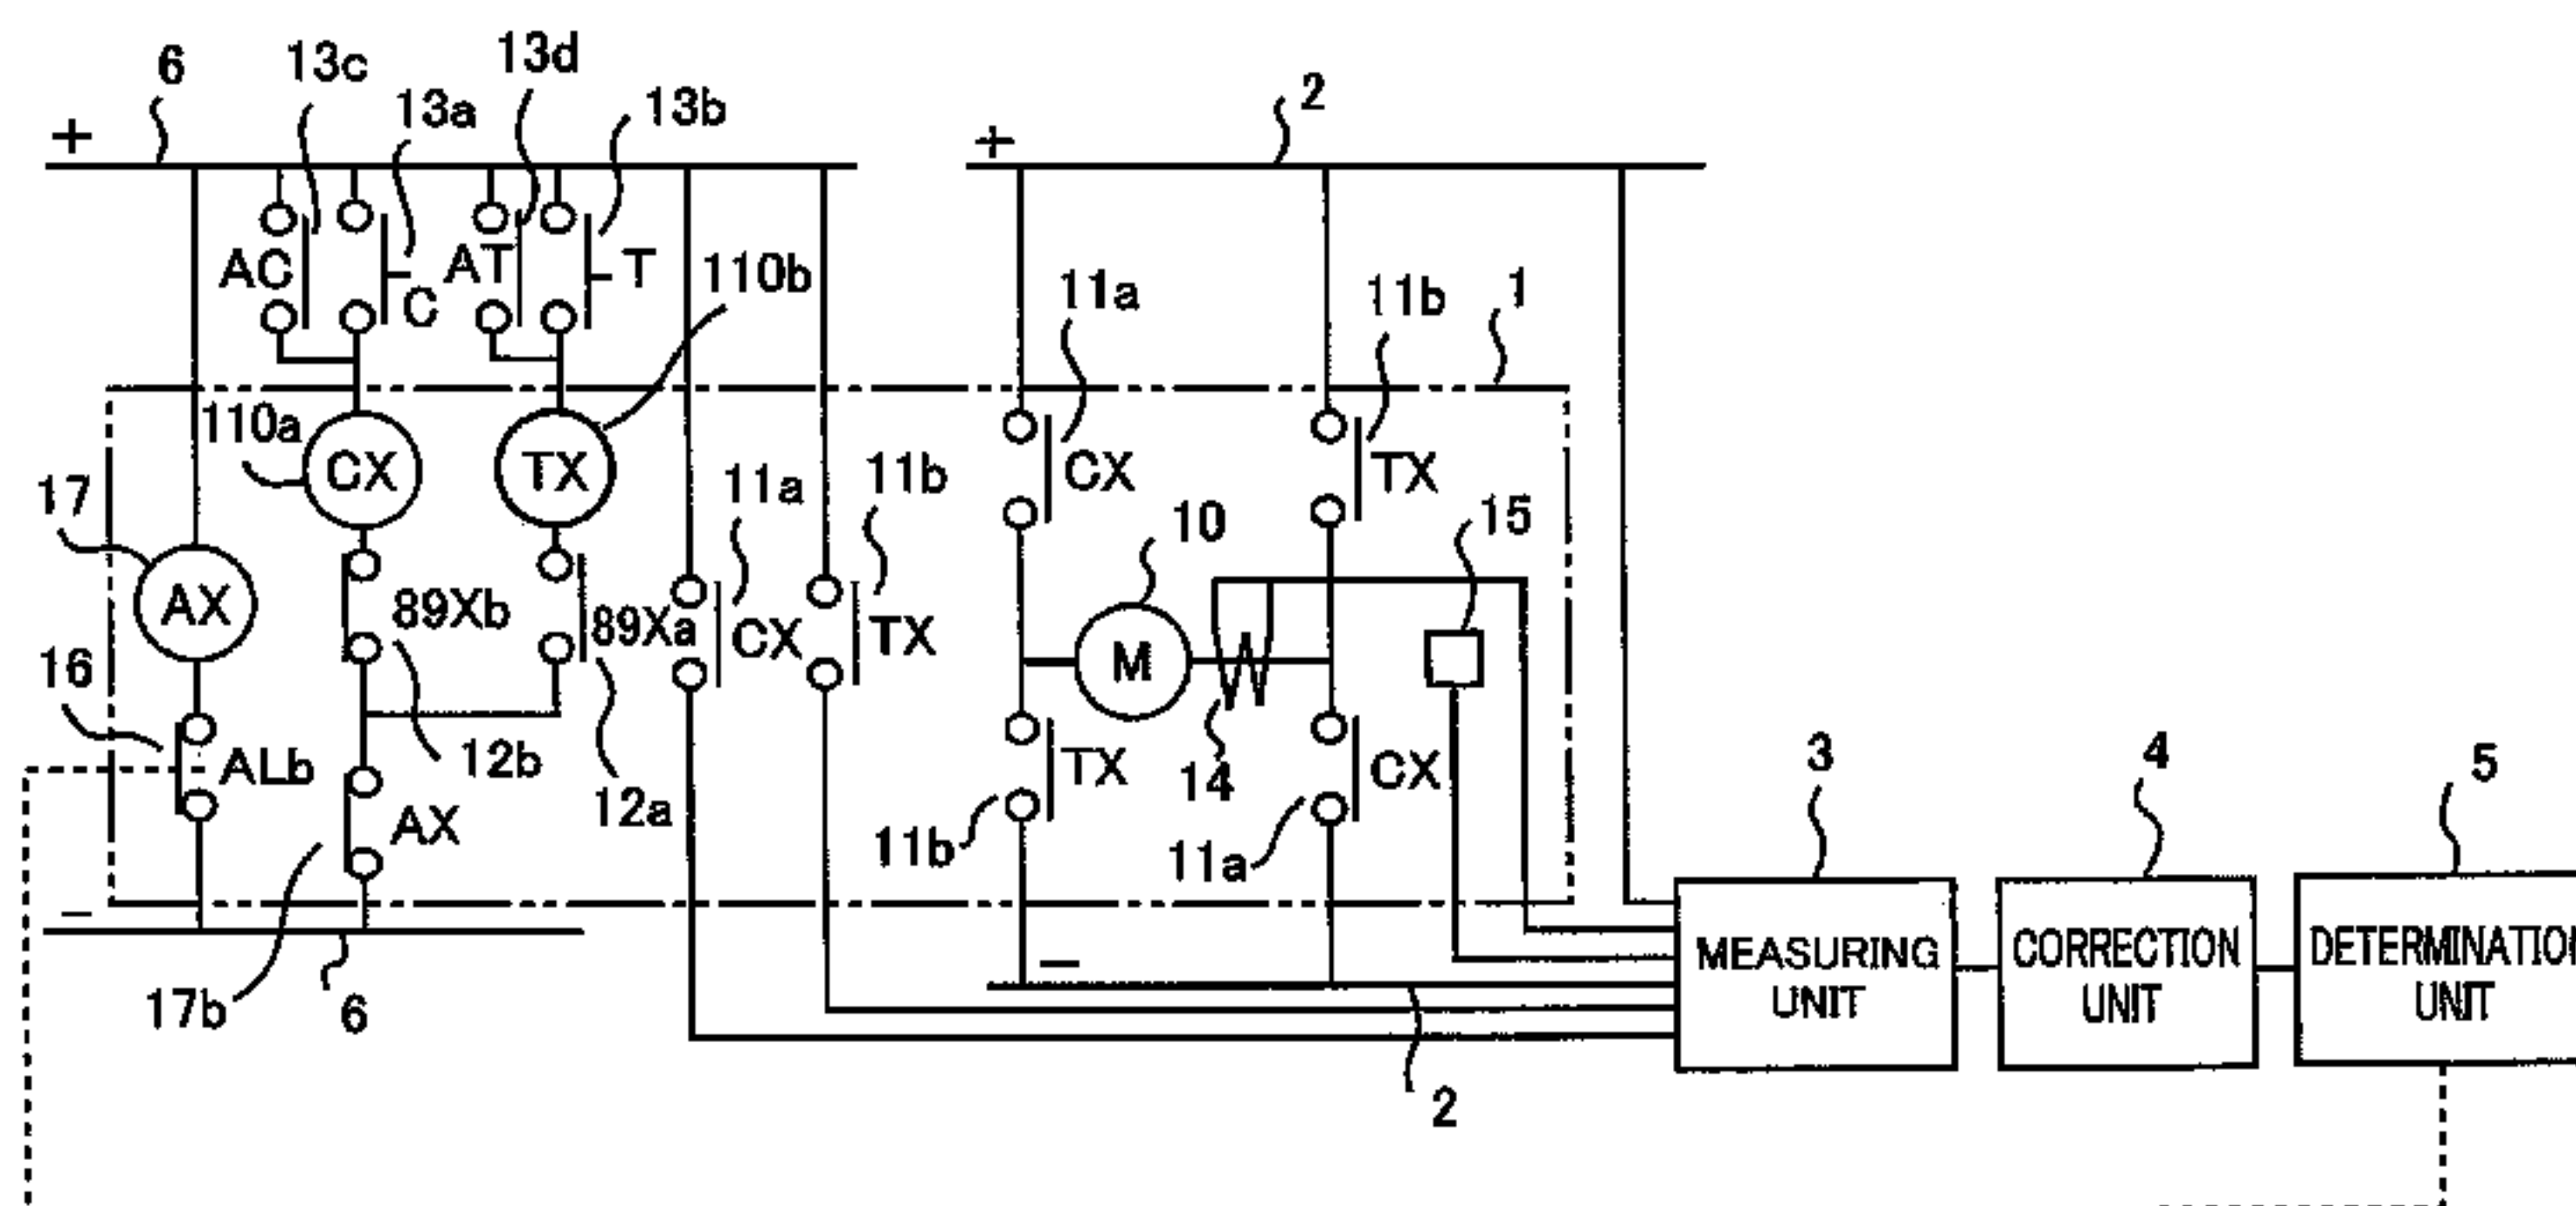 6
13c
13d
13a
13b
2
+
+
AC
C
AT
T
110b
11a
11b
1
110a
CX
TX
CX
TX
17
11a
11b
10
15
AX
89Xb
89Xa
CX
TX
M
16
ALb
12b
12a
AX
TX
14
CX
11b
11a
3
4
5
−
−
17b
6
2
MEASURING
UNIT
CORRECTION
UNIT
DETERMINATION
UNIT